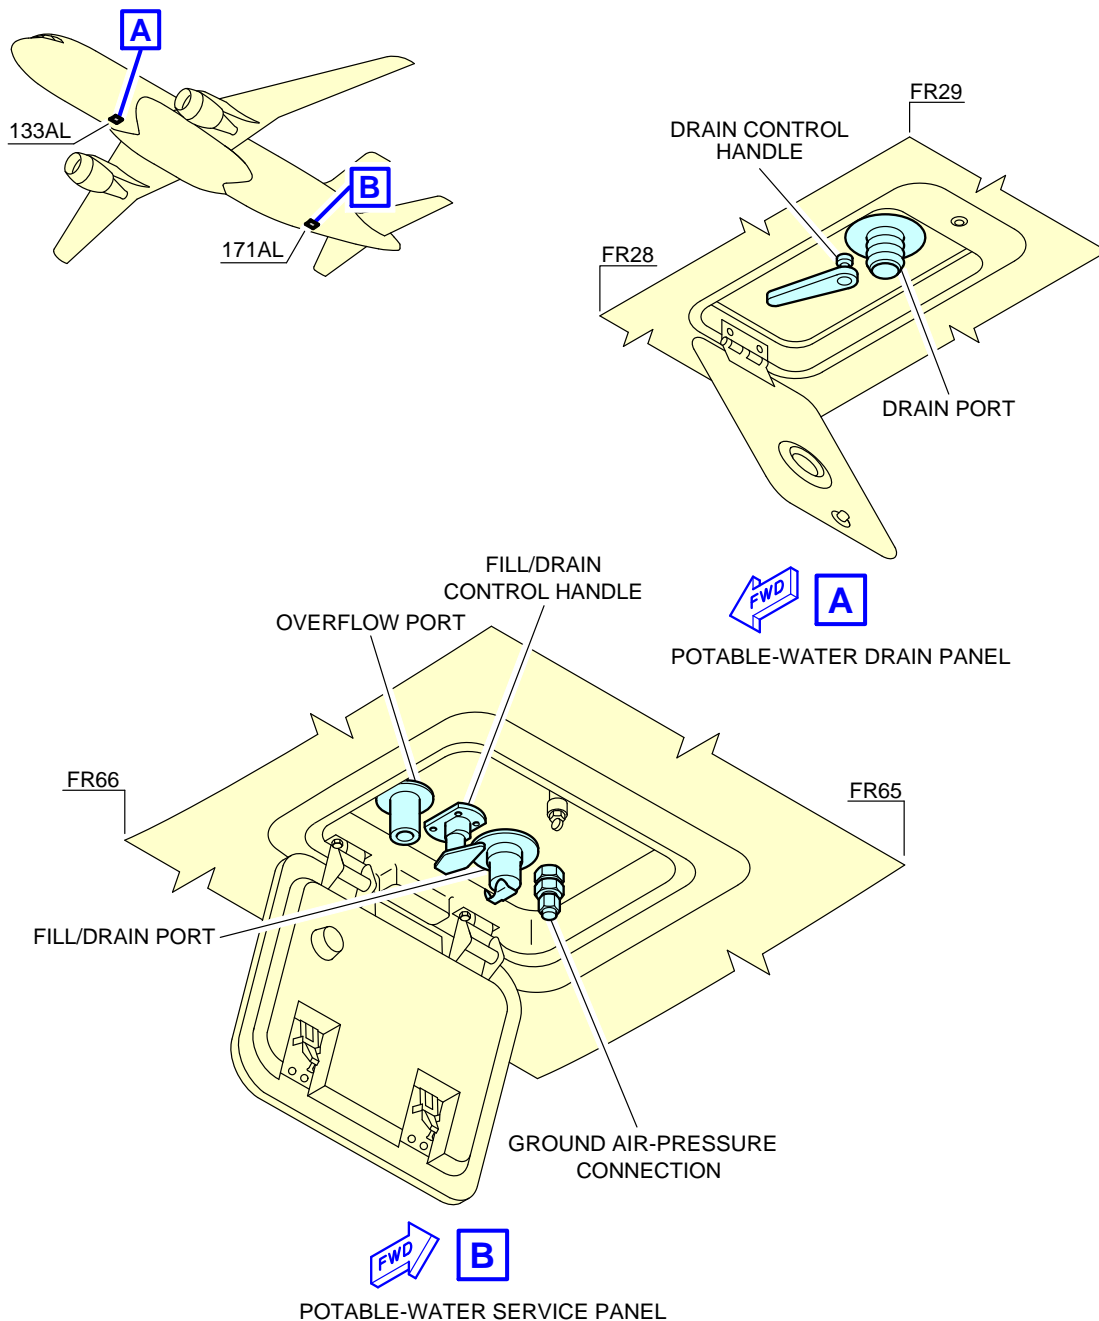 A
133AL
B
171AL
FR29
DRAIN CONTROL
HANDLE
FR28
DRAIN PORT
FWD
A
POTABLE-WATER DRAIN PANEL
FILL/DRAIN
CONTROL HANDLE
OVERFLOW PORT
FR66
FR65
FILL/DRAIN PORT
GROUND AIR-PRESSURE
CONNECTION
FWD
B
POTABLE-WATER SERVICE PANEL